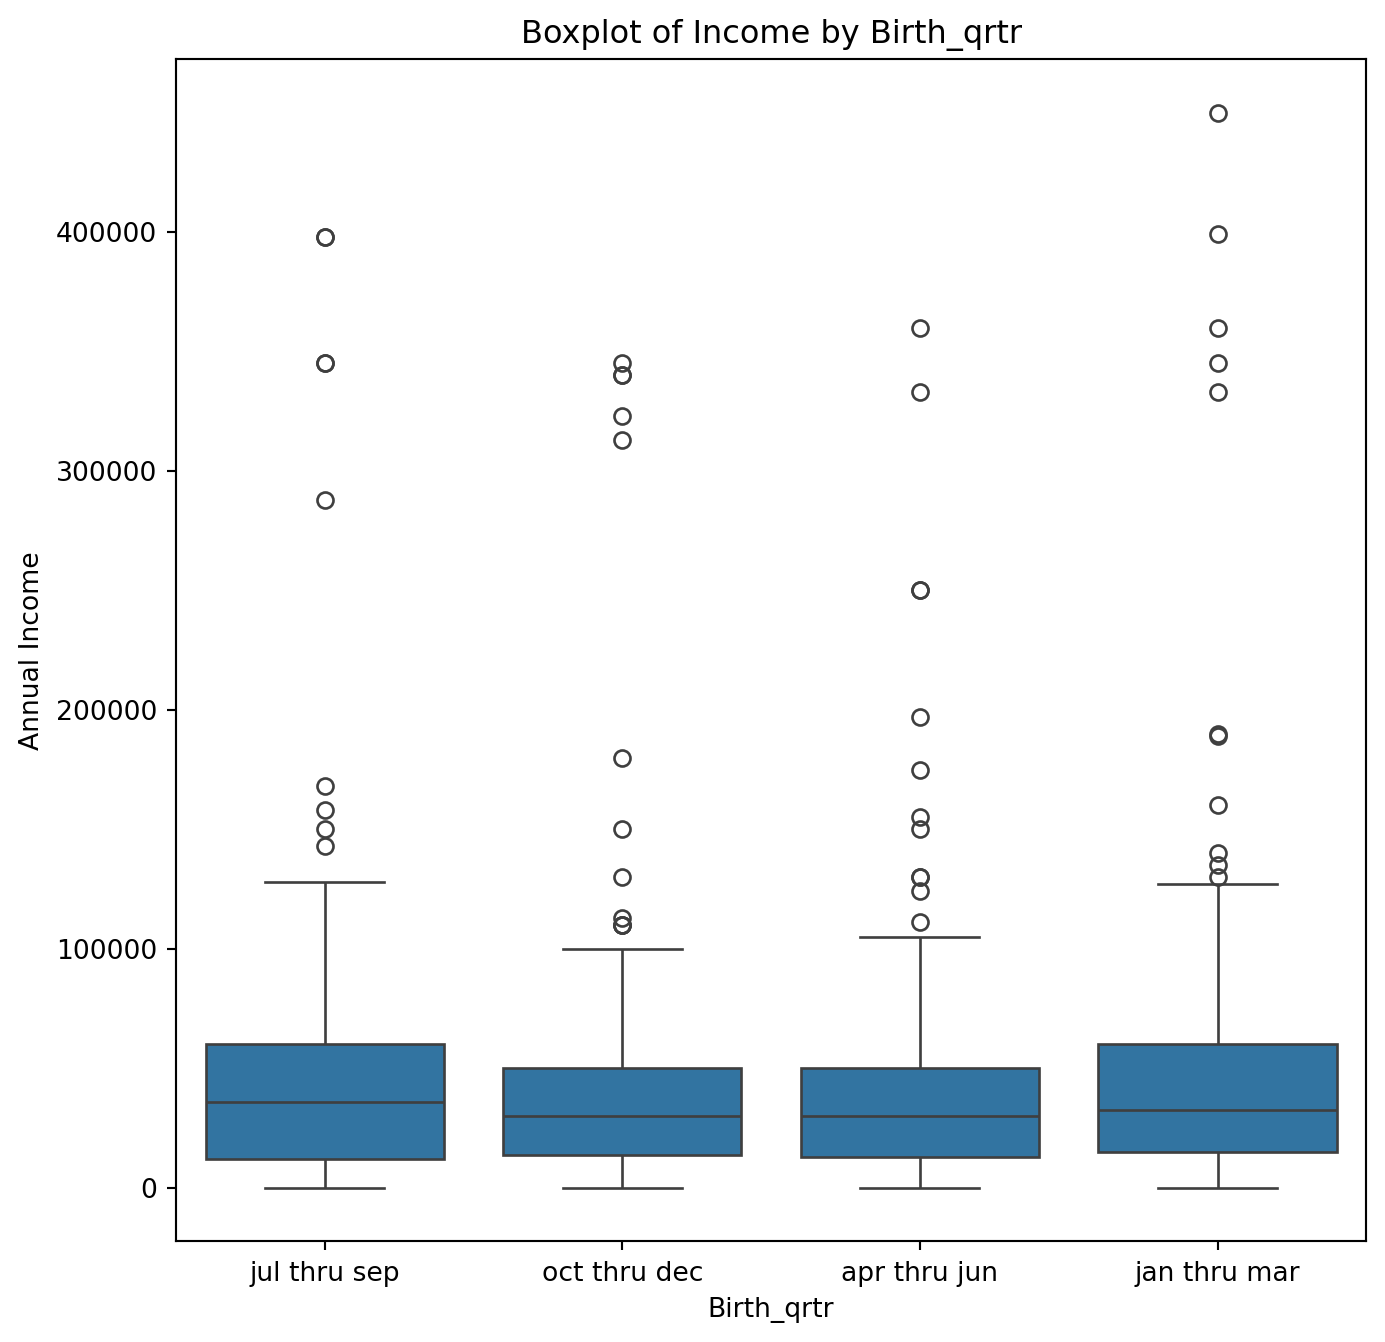 Boxplot of Income by Birth_qrtr
Annual Income
400000
300000
200000
100000
0
jul thru sep
oct thru dec
apr thru jun
jan thru mar
Birth_qrtr